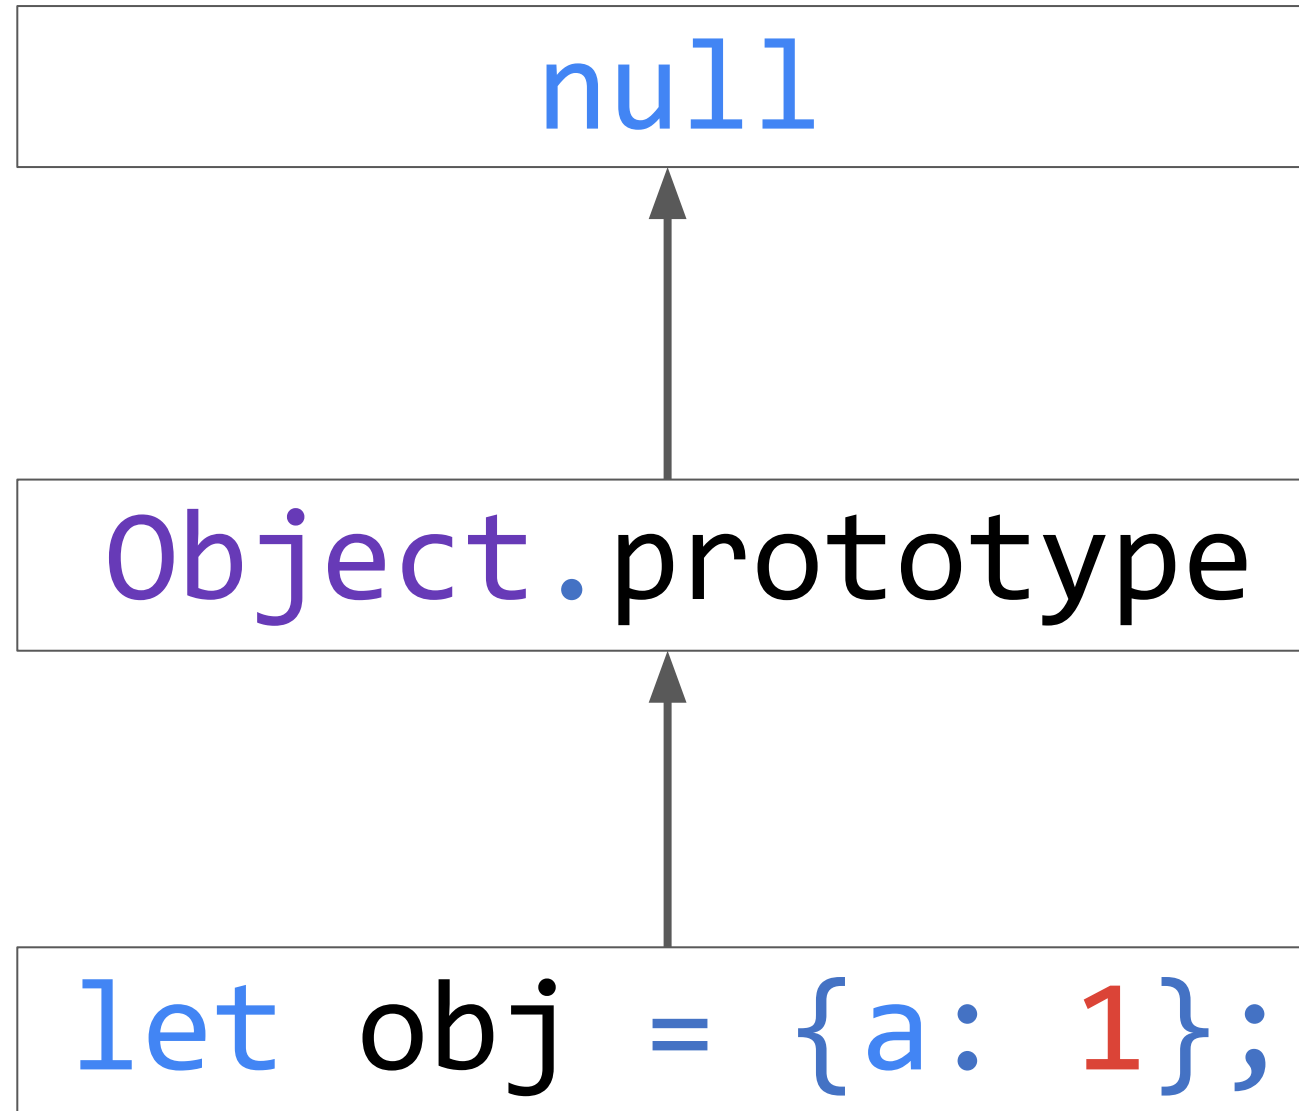 null
Object.prototype
let obj = {a: 1};